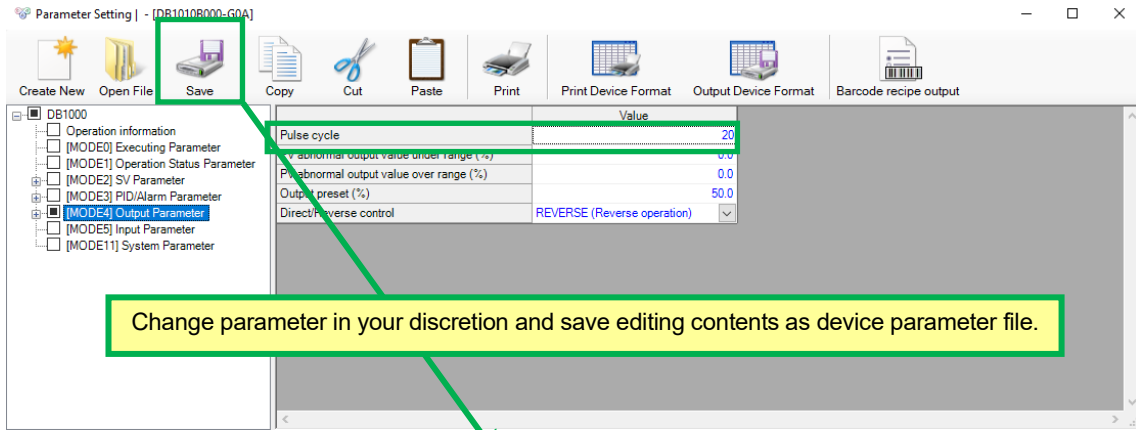 Parameter Setting | - [DB1010B000-G0A]
Create New Open File Save Copy Cut Paste Print Print Device Format Output Device Format Barcode recipe output
DB1000
Operation information
[MODE0] Executing Parameter
[MODE1] Operation Status Parameter
[MODE2] SV Parameter
[MODE3] PID/Alarm Parameter
[MODE4] Output Parameter
[MODE5] Input Parameter
[MODE11] System Parameter
Value
Pulse cycle 20
PV abnormal output value under range (%) 0.0
PV abnormal output value over range (%) 0.0
Output preset (%) 50.0
Direct/Reverse control REVERSE (Reverse operation)
Change parameter in your discretion and save editing contents as device parameter file.